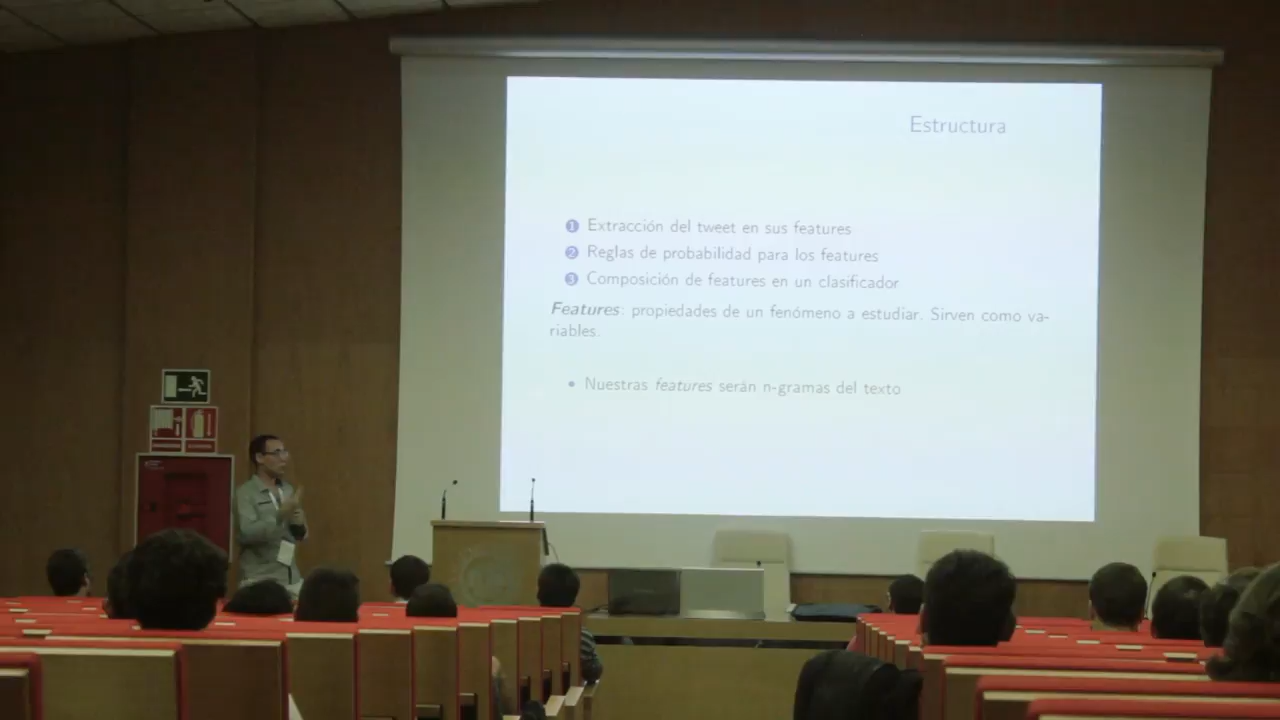 Estructura
1 Extracción del tweet en sus features
2 Reglas de probabilidad para los features
3 Composición de features en un clasificador
Features: propiedades de un fenómeno a estudiar. Sirven como va-
riables.
• Nuestras features serán n-gramas del texto